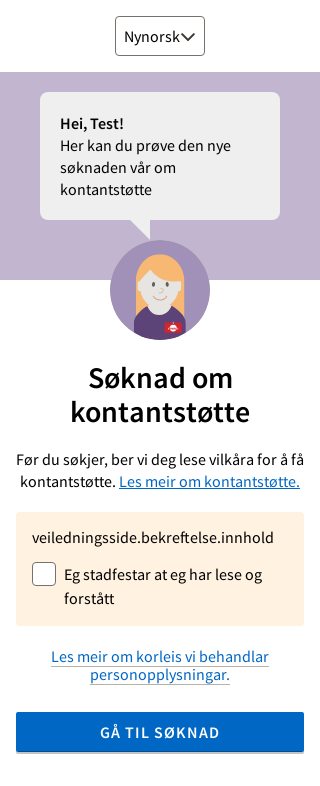 Nynorsk
Hei, Test!
Her kan du prøve den nye
søknaden vår om
kontantstøtte
Søknad om
kontantstøtte
Før du søkjer, ber vi deg lese vilkåra for å få
kontantstøtte. Les meir om kontantstøtte.
veiledningsside.bekreftelse.innhold
Eg stadfestar at eg har lese og
forstått
Les meir om korleis vi behandlar
personopplysningar.
GÅ TIL SØKNAD